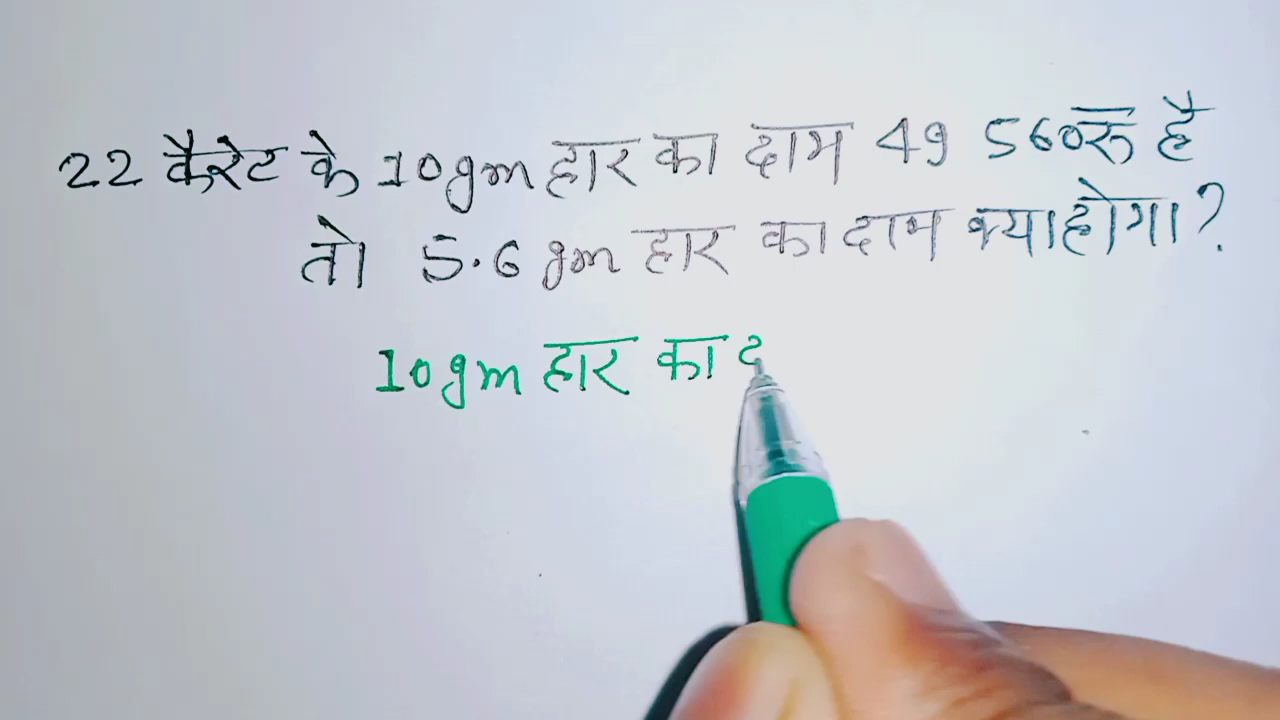 22 कैरेट के 10gm हार का दाम 49 560रू है
तो 5.6 gm हार का दाम क्या होगा?
10gm हार का द